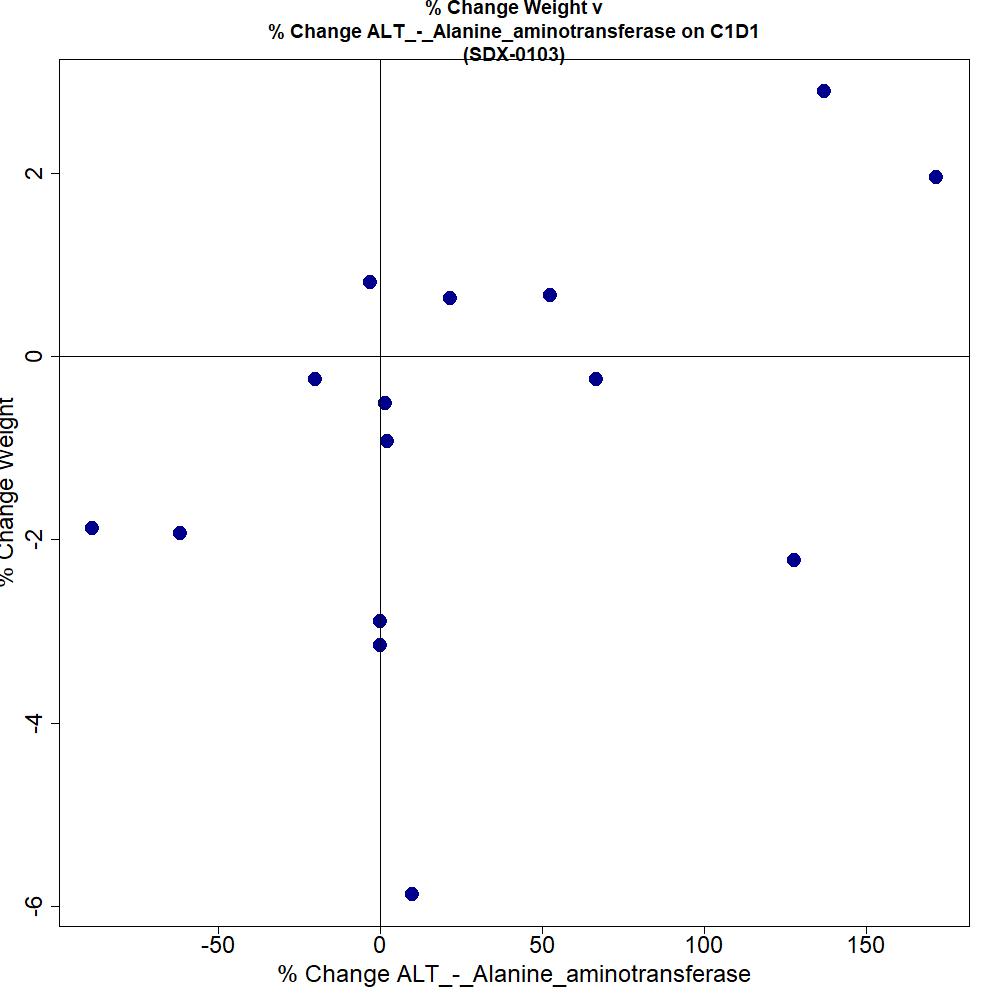 % Change Weight v
% Change ALT_-_Alanine_aminotransferase on C1D1
(SDX-0103)
% Change Weight
2
0
-2
-4
-6
-50
0
50
100
150
% Change ALT_-_Alanine_aminotransferase